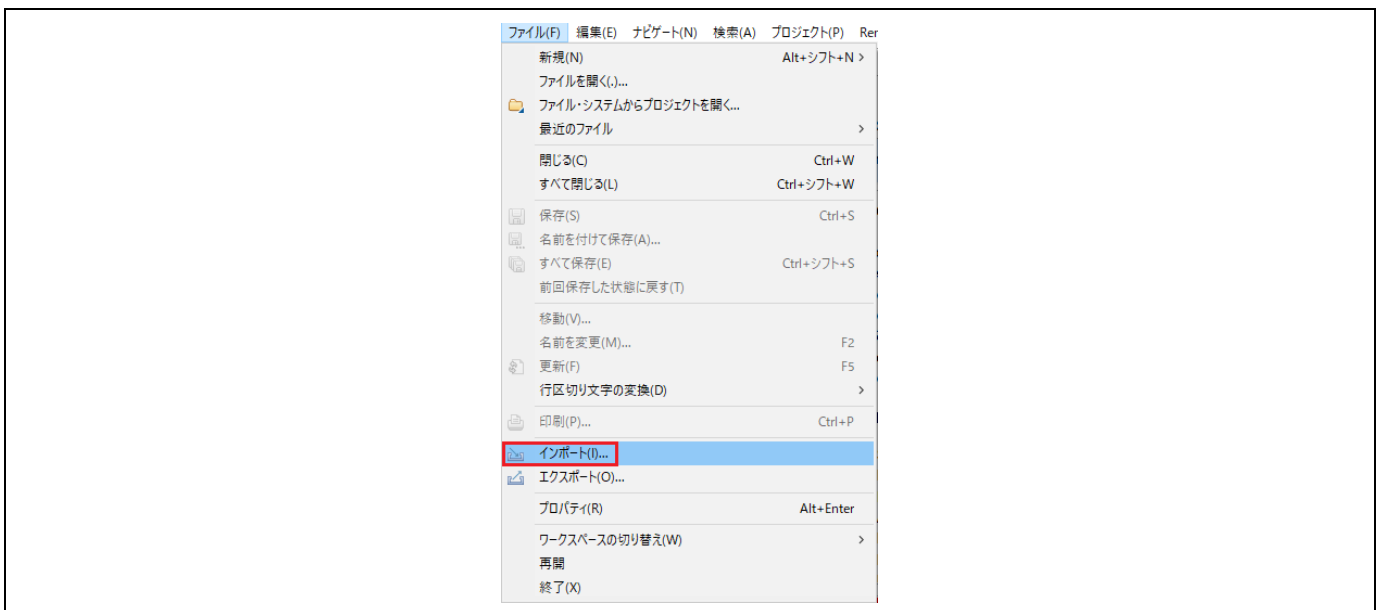 ファイル(F) 編集(E) ナビゲート(N) 検索(A) プロジェクト(P) Rer
新規(N) Alt+シフト+N >
ファイルを開く(.)...
ファイル・システムからプロジェクトを開く...
最近のファイル >
閉じる(C) Ctrl+W
すべて閉じる(L) Ctrl+シフト+W
保存(S) Ctrl+S
名前を付けて保存(A)...
すべて保存(E) Ctrl+シフト+S
前回保存した状態に戻す(T)
移動(V)...
名前を変更(M)... F2
更新(F) F5
行区切り文字の変換(D) >
印刷(P)... Ctrl+P
インポート(I)...
エクスポート(O)...
プロパティ(R) Alt+Enter
ワークスペースの切り替え(W) >
再開
終了(X)